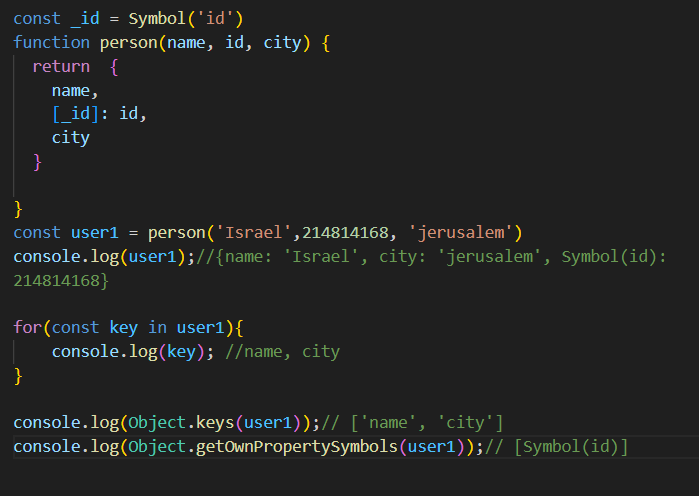 const _id = Symbol('id')
function person(name, id, city) {
  return  {
    name,
    [_id]: id,
    city
  }

}
const user1 = person('Israel',214814168, 'jerusalem')
console.log(user1);//{name: 'Israel', city: 'jerusalem', Symbol(id):
214814168}

for(const key in user1){
    console.log(key); //name, city
}

console.log(Object.keys(user1));// ['name', 'city']
console.log(Object.getOwnPropertySymbols(user1));// [Symbol(id)]